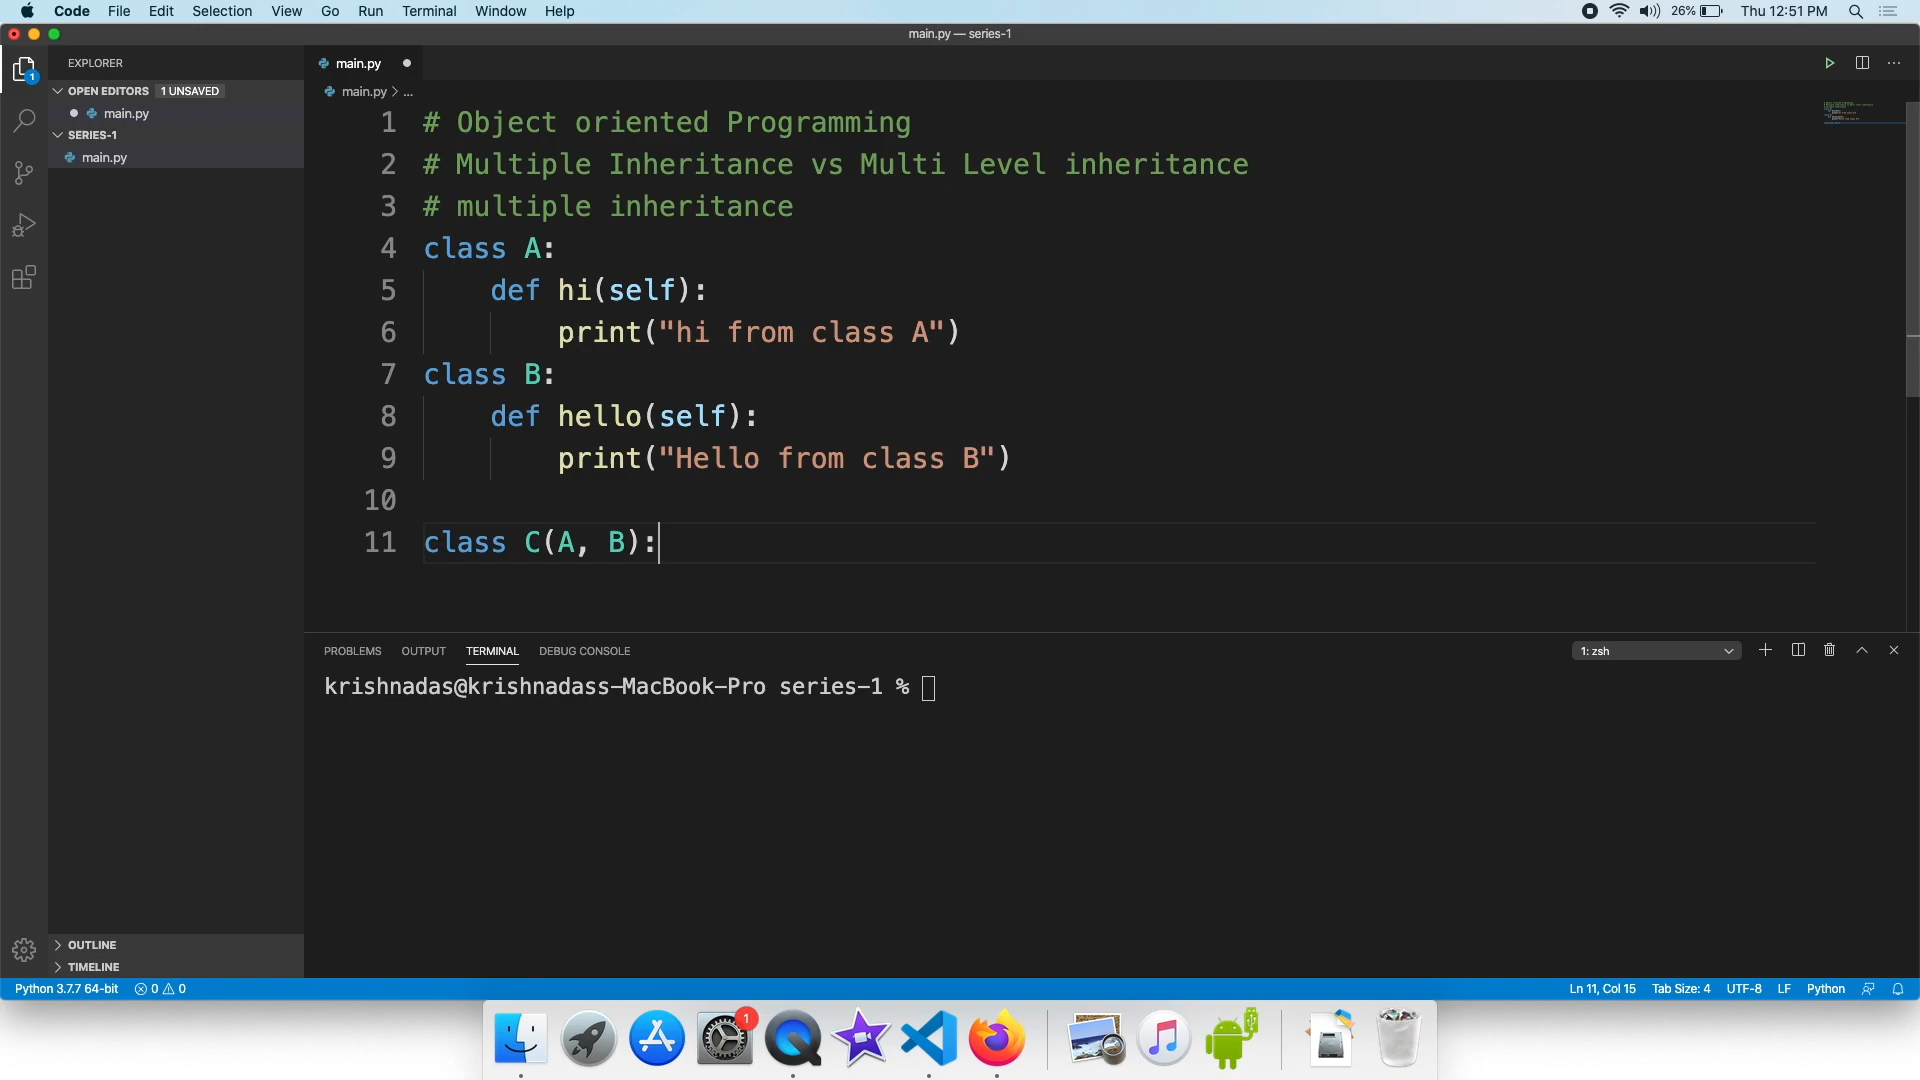 Code File Edit Selection View Go Run Terminal Window Help 26% Thu 12:51 PM
main.py — series-1
EXPLORER
main.py
OPEN EDITORS 1 UNSAVED
main.py > ...
main.py
SERIES-1
main.py
1 # Object oriented Programming
2 # Multiple Inheritance vs Multi Level inheritance
3 # multiple inheritance
4 class A:
5 def hi(self):
6 print("hi from class A")
7 class B:
8 def hello(self):
9 print("Hello from class B")
10
11 class C(A, B):
PROBLEMS OUTPUT TERMINAL DEBUG CONSOLE 1: zsh
krishnadas@krishnadass-MacBook-Pro series-1 %
OUTLINE
TIMELINE
Python 3.7.7 64-bit 0 0 Ln 11, Col 15 Tab Size: 4 UTF-8 LF Python
1
1